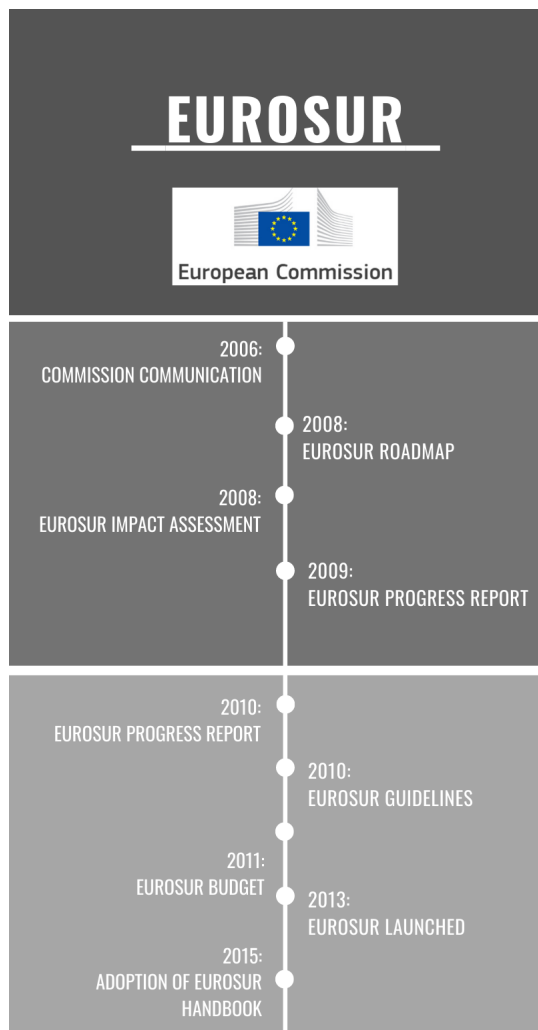 EUROSUR
European Commission
2006:
COMMISSION COMMUNICATION
2008:
EUROSUR ROADMAP
2008:
EUROSUR IMPACT ASSESSMENT
2009:
EUROSUR PROGRESS REPORT
2010:
EUROSUR PROGRESS REPORT
2010:
EUROSUR GUIDELINES
2011:
EUROSUR BUDGET
2013:
EUROSUR LAUNCHED
2015:
ADOPTION OF EUROSUR
HANDBOOK